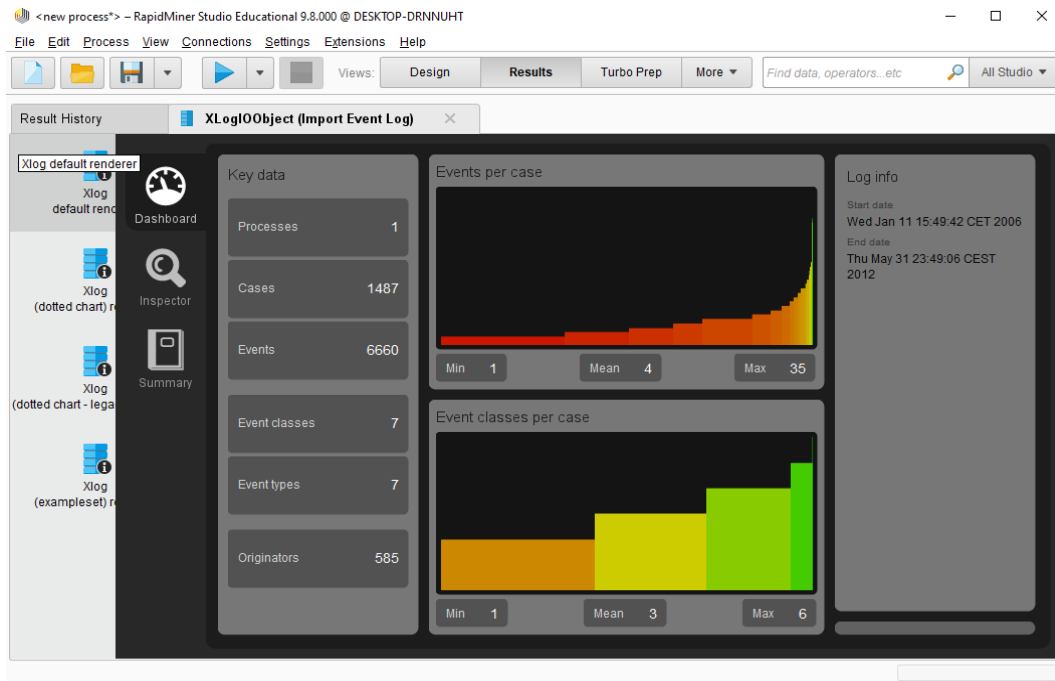 <new process*> – RapidMiner Studio Educational 9.8.000 @ DESKTOP-DRNNUHT
File Edit Process View Connections Settings Extensions Help
Views: Design Results Turbo Prep More Find data, operators...etc All Studio
Result History XLogIOObject (Import Event Log)
Xlog default renderer
Xlog
default rend
Xlog
(dotted chart) re
Xlog
(dotted chart - lega
Xlog
(exampleset) re
Dashboard
Inspector
Summary
Key data
Processes 1
Cases 1487
Events 6660
Event classes 7
Event types 7
Originators 585
Events per case
Min 1 Mean 4 Max 35
Event classes per case
Min 1 Mean 3 Max 6
Log info
Start date
Wed Jan 11 15:49:42 CET 2006
End date
Thu May 31 23:49:06 CEST
2012